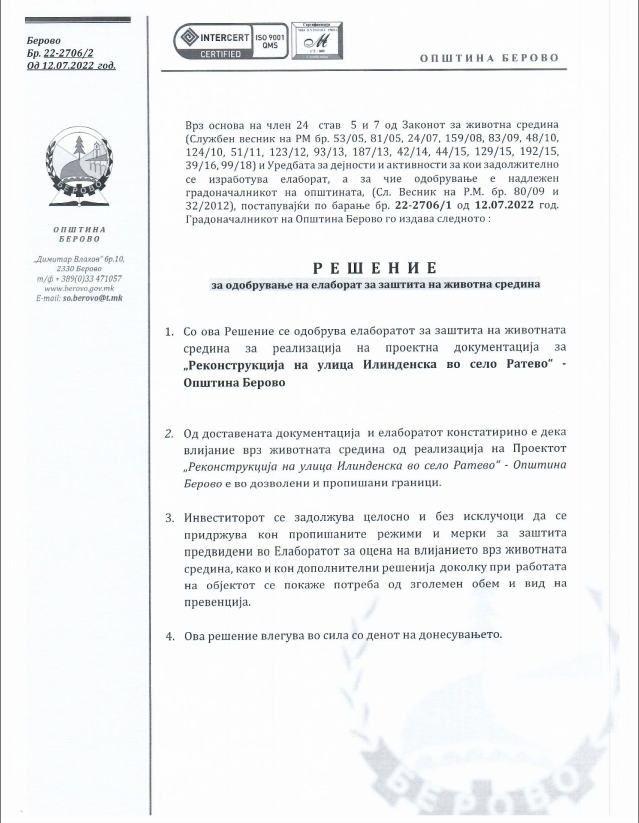 Берово
Бр. 22-2706/2
Од 12.07.2022 год.
INTERCERT
CERTIFIED
ISO 9001
QMS
Сертификација
М
ОПШТИНА БЕРОВО
БЕРОВО
ОПШТИНА
БЕРОВО
„Димитар Влахов“ бр.10,
2330 Берово
т/ф + 389(0)33 471057
www.berovo.gov.mk
E-mail: so.berovo@t.mk
Врз основа на член 24 став 5 и 7 од Законот за животна средина
(Службен весник на РМ бр. 53/05, 81/05, 24/07, 159/08, 83/09, 48/10,
124/10, 51/11, 123/12, 93/13, 187/13, 42/14, 44/15, 129/15, 192/15,
39/16, 99/18) и Уредбата за дејности и активности за кои задолжително
се изработува елаборат, а за чие одобрување е надлежен
градоначалникот на општината, (Сл. Весник на Р.М. бр. 80/09 и
32/2012), постапувајќи по барање бр. 22-2706/1 од 12.07.2022 год.
Градоначалникот на Општина Берово го издава следното :
Р Е Ш Е Н И Е
за одобрување на елаборат за заштита на животна средина
1. Со ова Решение се одобрува елаборатот за заштита на животната
средина за реализација на проектна документација за
„Реконструкција на улица Илинденска во село Ратево“ -
Општина Берово
2. Од доставената документација и елаборатот констатирино е дека
влијание врз животната средина од реализација на Проектот
„Реконструкција на улица Илинденска во село Ратево“ - Општина
Берово е во дозволени и пропишани граници.
3. Инвеститорот се задолжува целосно и без исклучоци да се
придржува кон пропишаните режими и мерки за заштита
предвидени во Елаборатот за оцена на влијанието врз животната
средина, како и кон дополнителни решенија доколку при работата
на објектот се покаже потреба од зголемен обем и вид на
превенција.
4. Ова решение влегува во сила со денот на донесувањето.
БЕРОВО